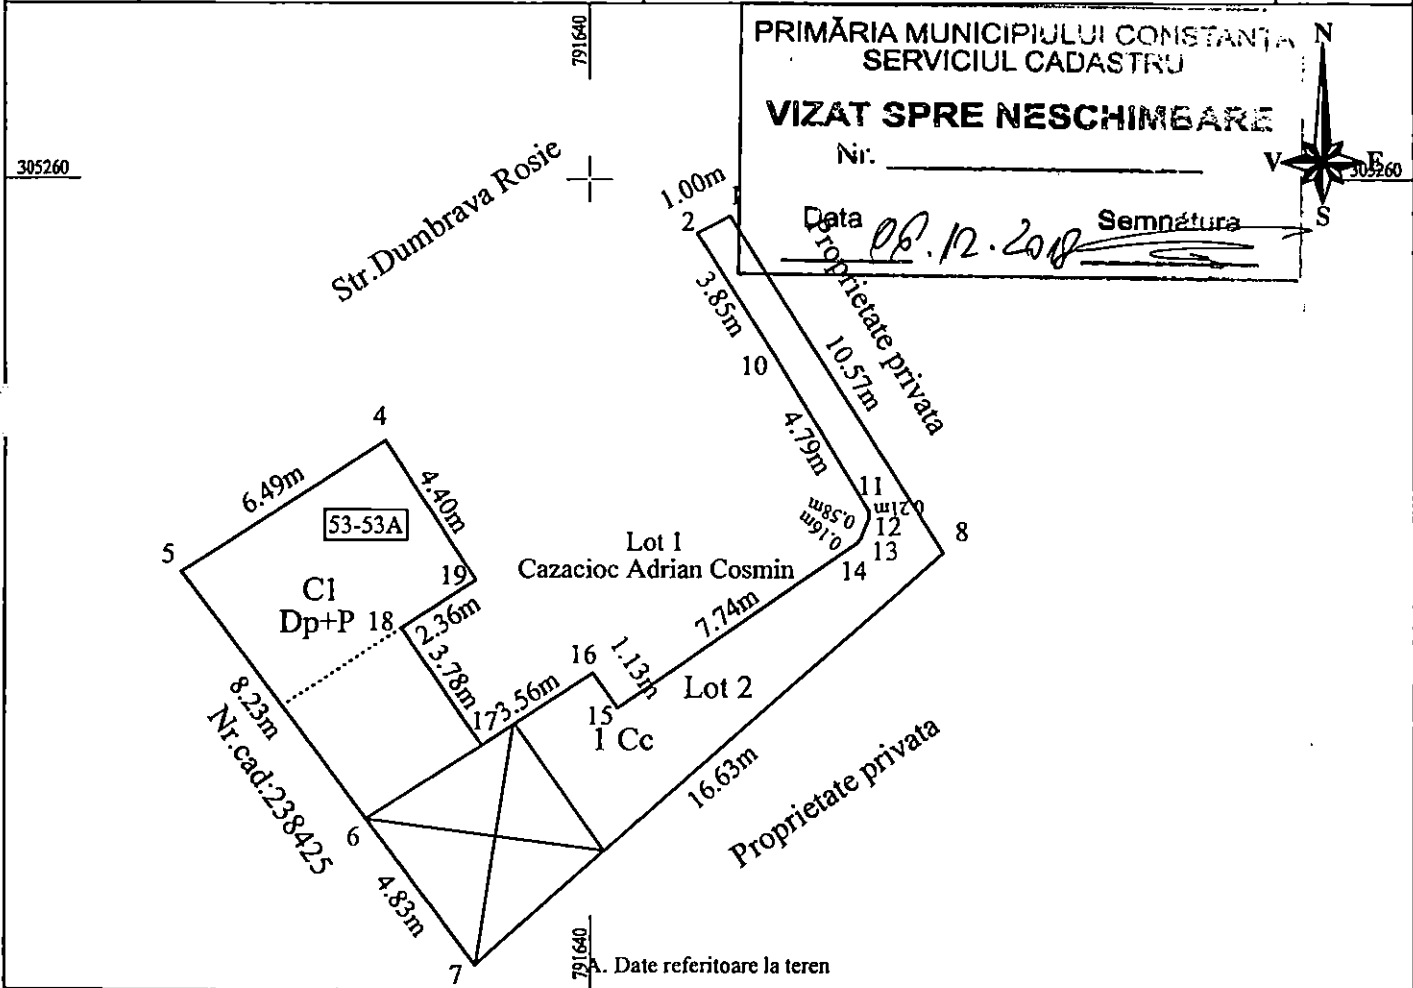 791640
PRIMĂRIA MUNICIPIULUI CONSTANȚA
SERVICIUL CADASTRU
VIZAT SPRE NESCHIMBARE
Nr.
Data 06.12.2018 Semnătura
N
V E
S
305260
305260
Str.Dumbrava Rosie
1.00m
2
1
3.85m
Proprietate privata
10
10.57m
4.79m
4
6.49m
4.40m
53-53A
5
11
0.21m
0.58m
12
0.16m
13
8
14
Lot 1
Cazacioc Adrian Cosmin
19
C1
Dp+P
18
2.36m
7.74m
3.78m
16
1.13m
Lot 2
8.23m
17
3.56m
15
1 Cc
Nr.cad:238425
16.63m
Proprietate privata
6
4.83m
7
791640
A. Date referitoare la teren